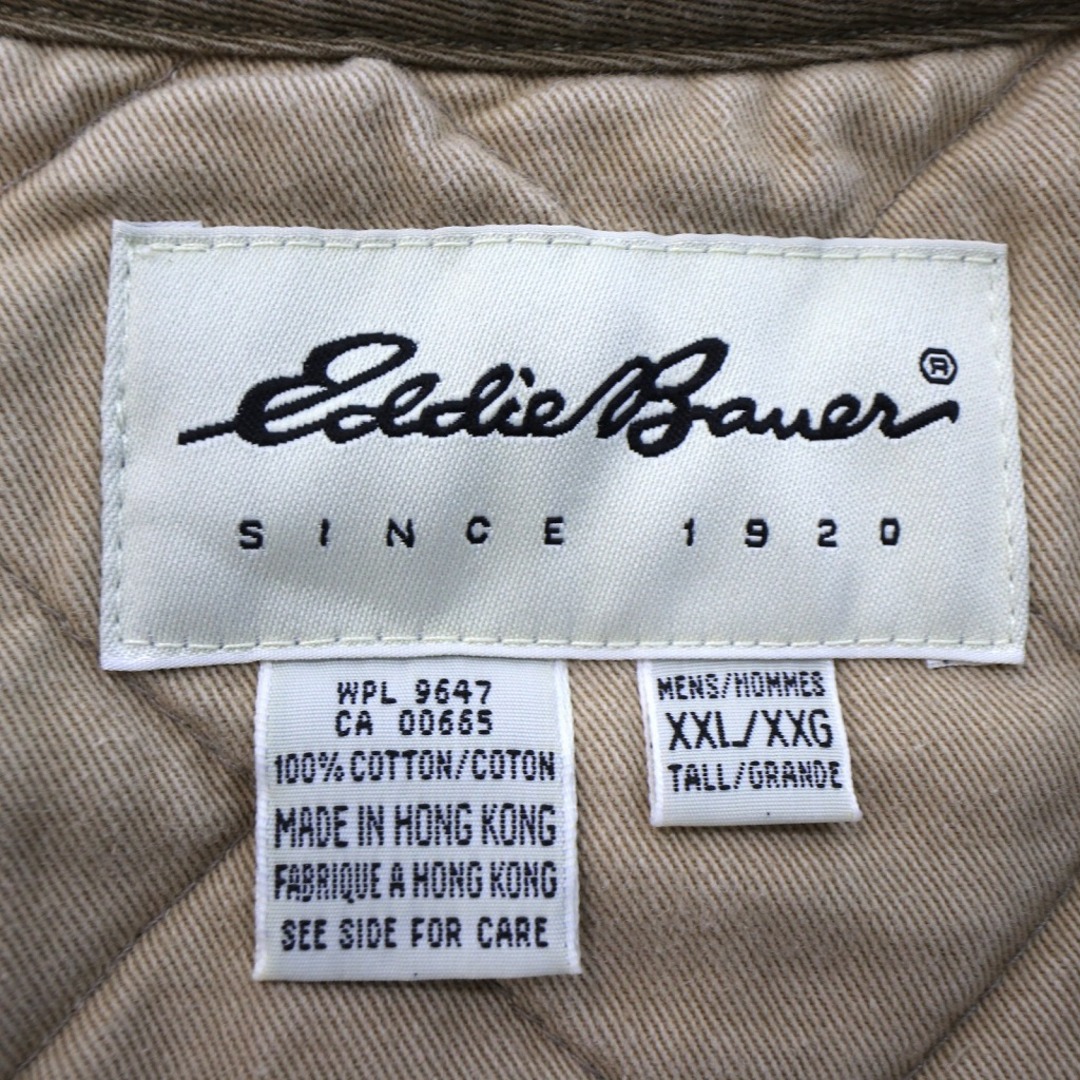 Eddie Bauer®
SINCE 1920
WPL 9647
CA 00665
100% COTTON/COTON
MADE IN HONG KONG
FABRIQUE A HONG KONG
SEE SIDE FOR CARE
MENS/HOMMES
XXL/XXG
TALL/GRANDE